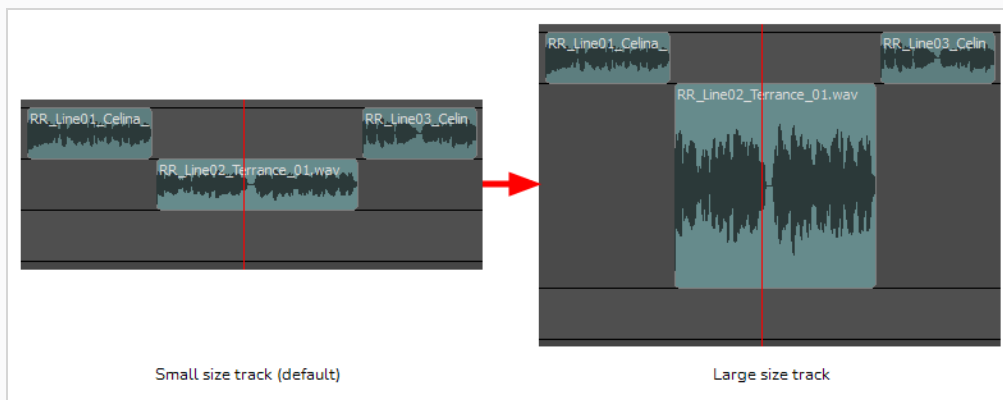 RR_Line01_Celina_
RR_Line03_Celin
RR_Line02_Terrance_01.wav
Small size track (default)
RR_Line01_Celina_
RR_Line03_Celin
RR_Line02_Terrance_01.wav
Large size track